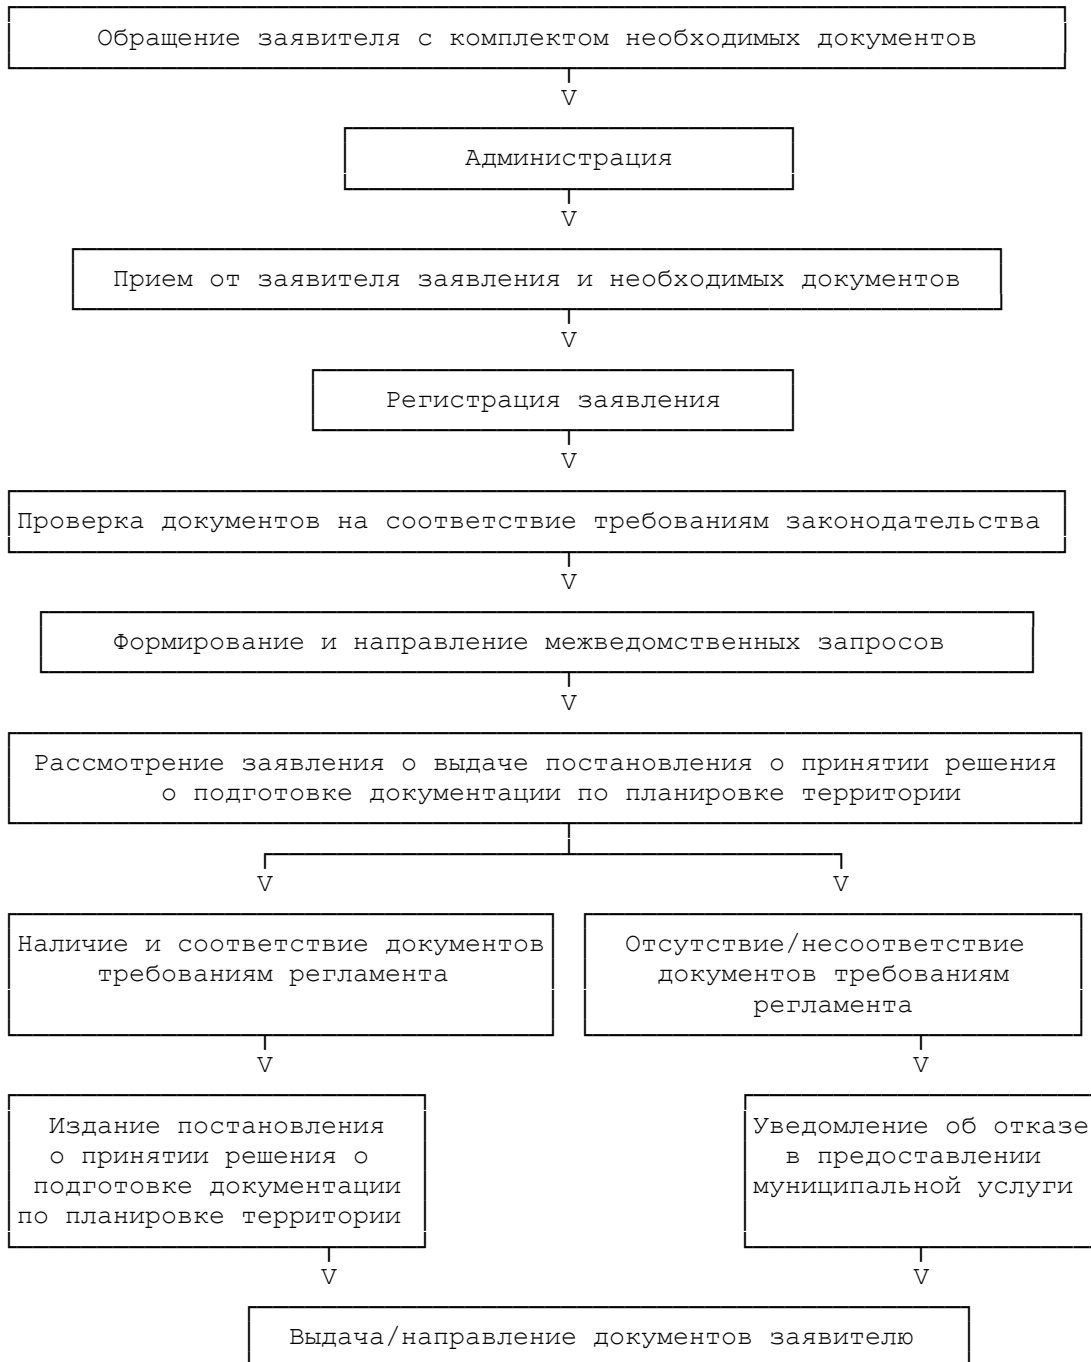 Обращение заявителя с комплектом необходимых документов
V
Администрация
V
Прием от заявителя заявления и необходимых документов
V
Регистрация заявления
V
Проверка документов на соответствие требованиям законодательства
V
Формирование и направление межведомственных запросов
V
Рассмотрение заявления о выдаче постановления о принятии решения
о подготовке документации по планировке территории
V V
Наличие и соответствие документов
требованиям регламента
Отсутствие/несоответствие
документов требованиям
регламента
V V
Издание постановления
о принятии решения о
подготовке документации
по планировке территории
Уведомление об отказе
в предоставлении
муниципальной услуги
V V
Выдача/направление документов заявителю